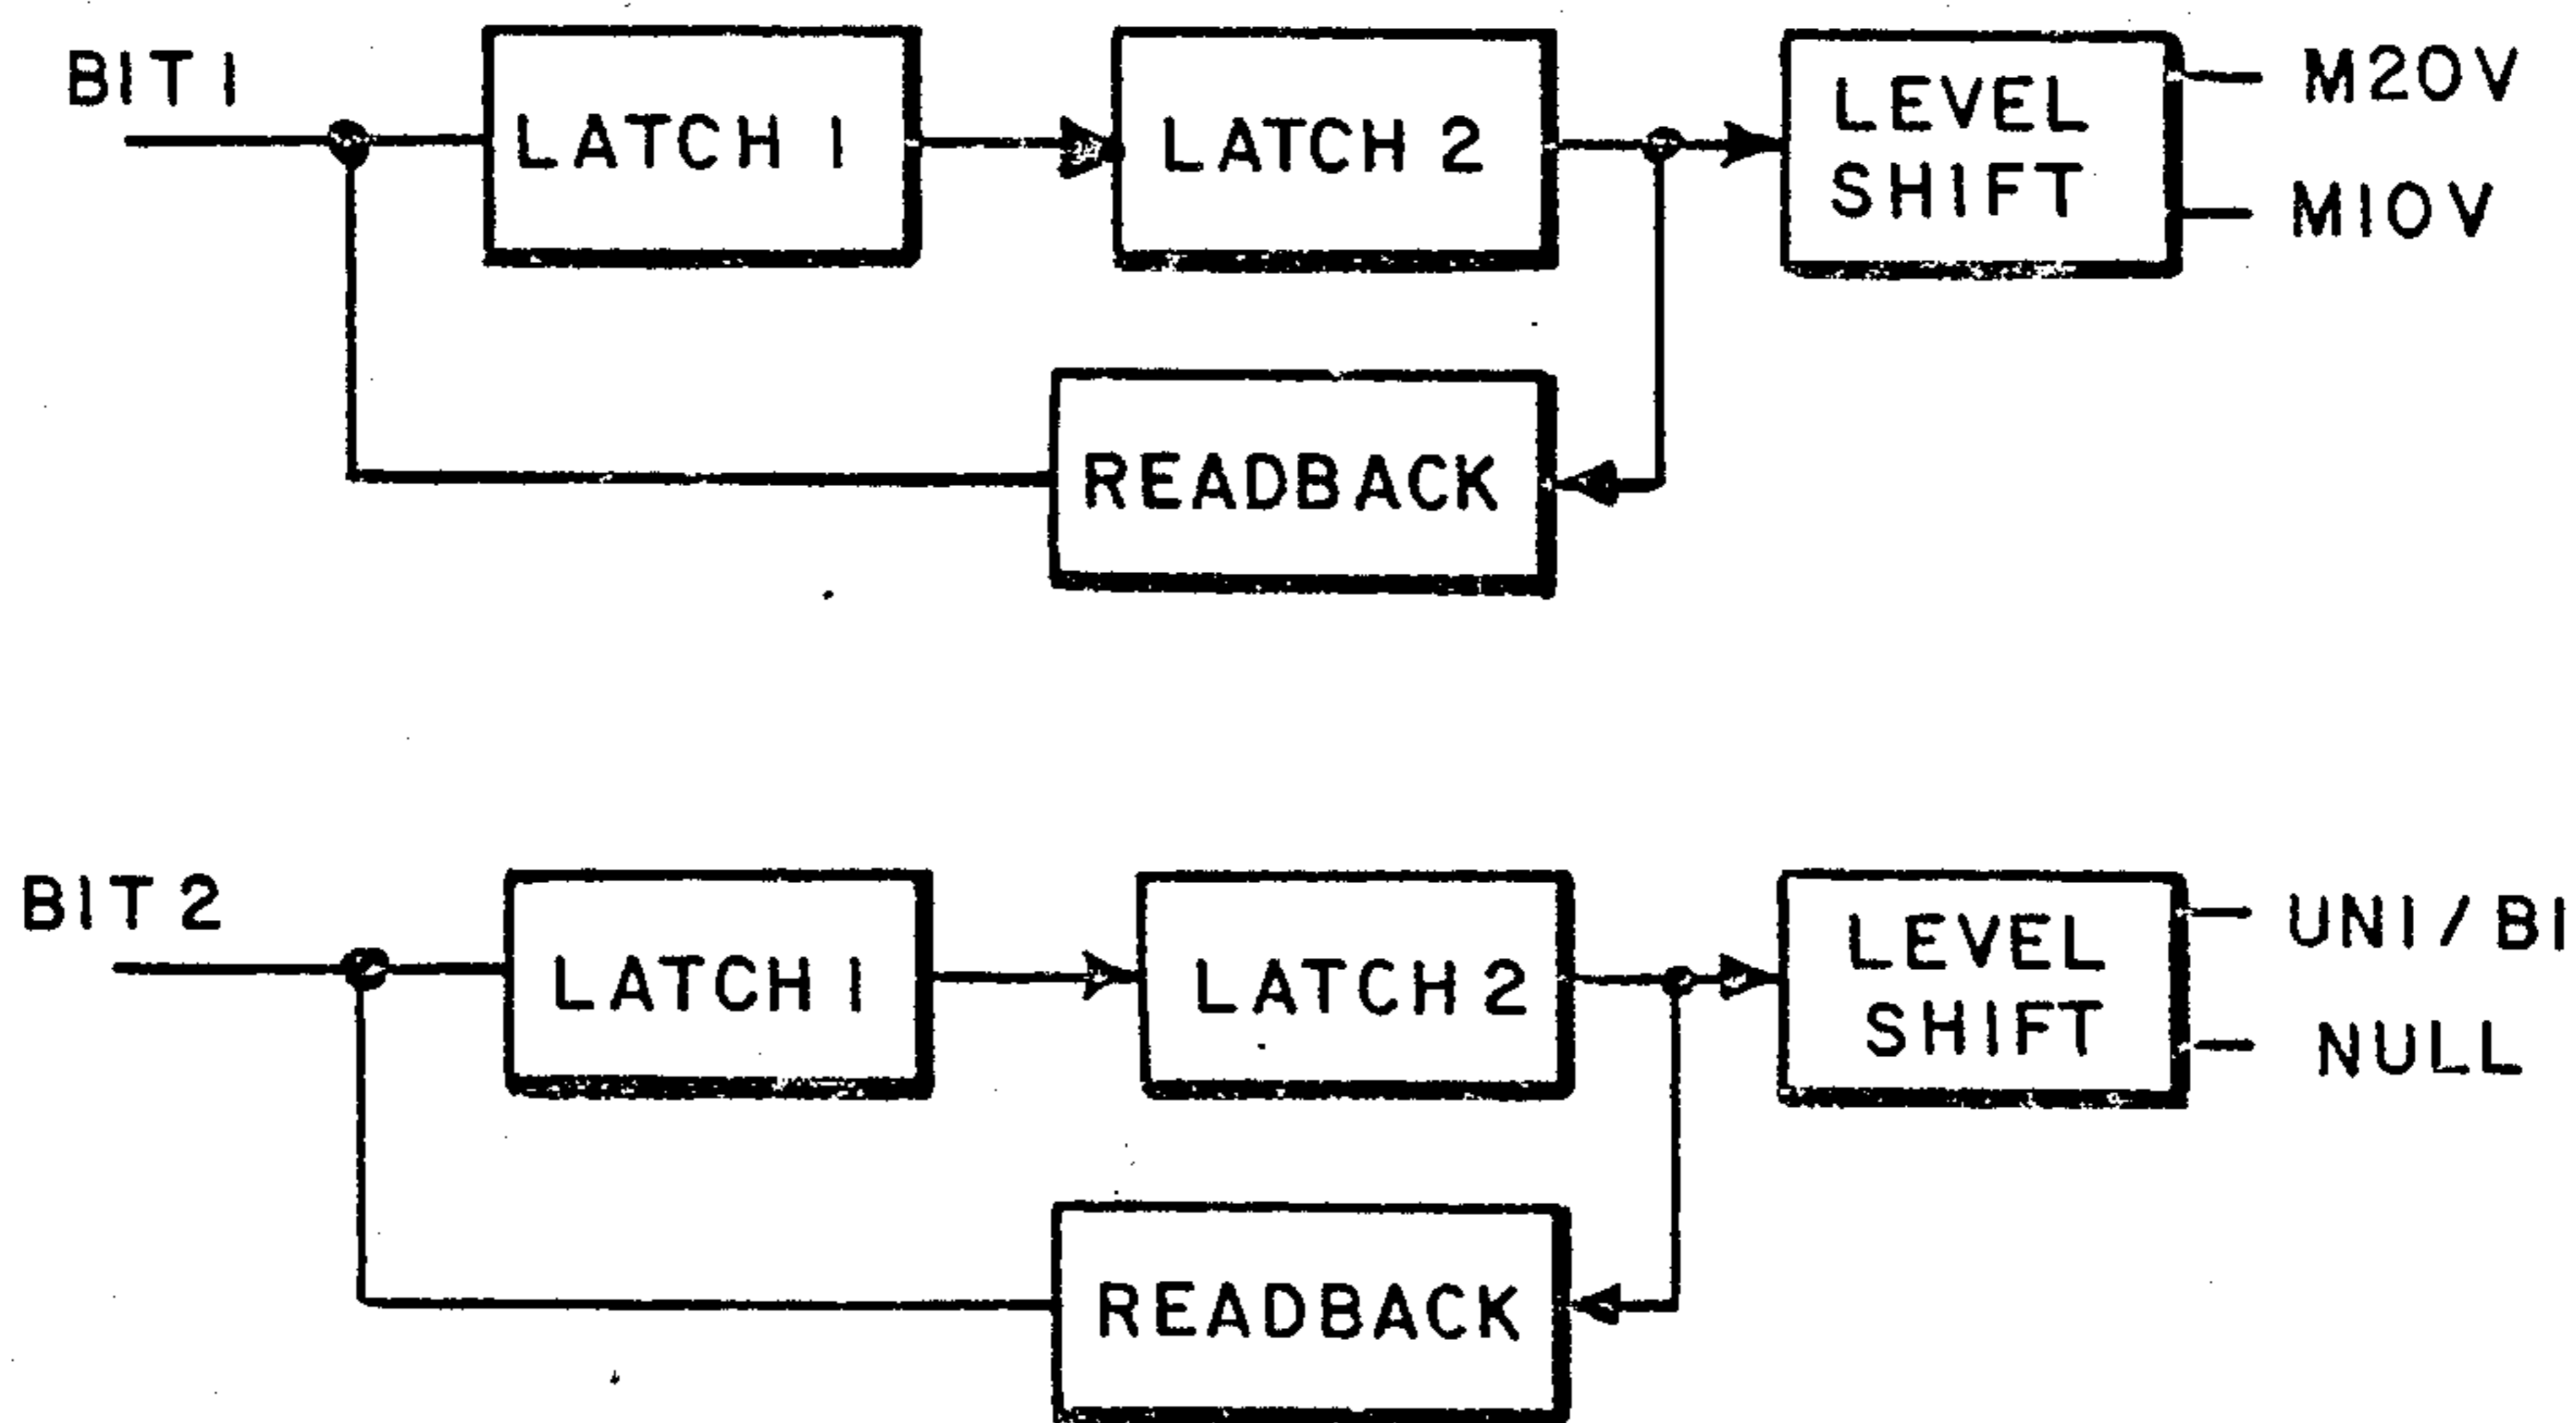 BIT 1
LATCH 1
LATCH 2
LEVEL
SHIFT
M20V
M10V
READBACK
BIT 2
LATCH 1
LATCH 2
LEVEL
SHIFT
UNI/BI
NULL
READBACK